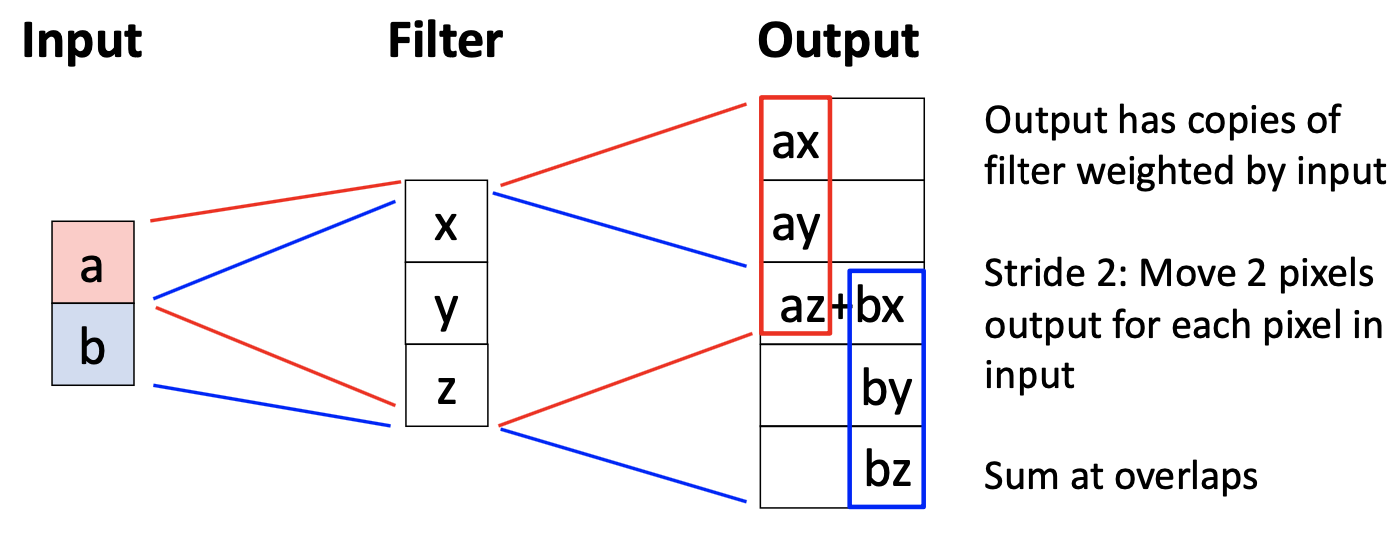 Input Filter Output
a
b
x
y
z
ax
ay
az+bx
by
bz
Output has copies of
filter weighted by input
Stride 2: Move 2 pixels
output for each pixel in
input
Sum at overlaps